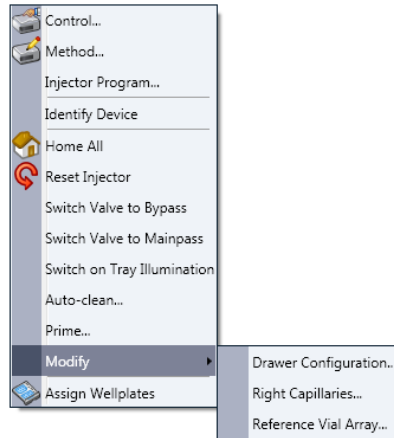 Control...
Method...
Injector Program...
Identify Device
Home All
Reset Injector
Switch Valve to Bypass
Switch Valve to Mainpass
Switch on Tray Illumination
Auto-clean...
Prime...
Modify
Drawer Configuration..
Assign Wellplates
Right Capillaries...
Reference Vial Array...